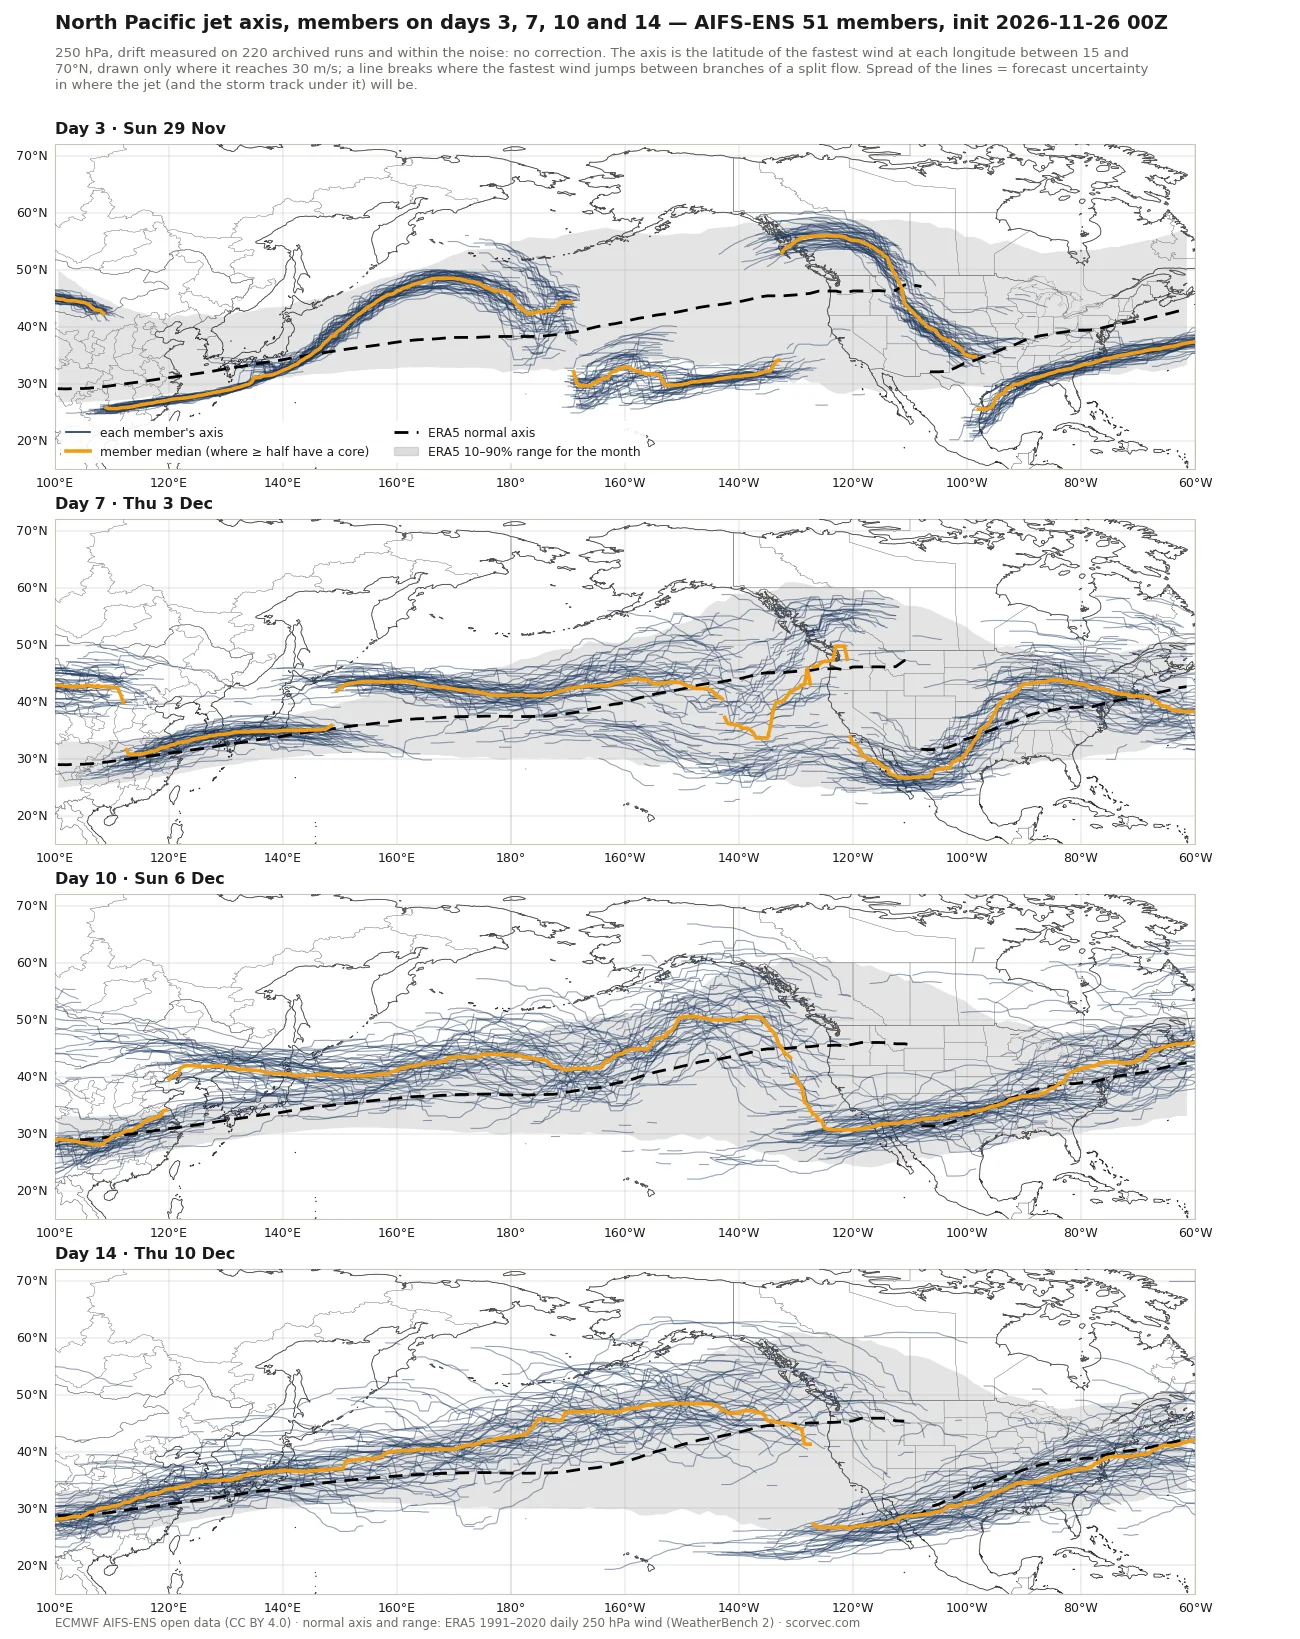 North Pacific jet axis, members on days 3, 7, 10 and 14 — AIFS-ENS 51 members, init 2026-11-26 00Z
250 hPa, drift measured on 220 archived runs and within the noise: no correction. The axis is the latitude of the fastest wind at each longitude between 15 and
70°N, drawn only where it reaches 30 m/s; a line breaks where the fastest wind jumps between branches of a split flow. Spread of the lines = forecast uncertainty
in where the jet (and the storm track under it) will be.
Day 3 · Sun 29 Nov
70°N
60°N
50°N
40°N
30°N
20°N
each member's axis
member median (where ≥ half have a core)
ERA5 normal axis
ERA5 10–90% range for the month
100°E 120°E 140°E 160°E 180° 160°W 140°W 120°W 100°W 80°W 60°W
Day 7 · Thu 3 Dec
70°N
60°N
50°N
40°N
30°N
20°N
100°E 120°E 140°E 160°E 180° 160°W 140°W 120°W 100°W 80°W 60°W
Day 10 · Sun 6 Dec
70°N
60°N
50°N
40°N
30°N
20°N
100°E 120°E 140°E 160°E 180° 160°W 140°W 120°W 100°W 80°W 60°W
Day 14 · Thu 10 Dec
70°N
60°N
50°N
40°N
30°N
20°N
100°E 120°E 140°E 160°E 180° 160°W 140°W 120°W 100°W 80°W 60°W
ECMWF AIFS-ENS open data (CC BY 4.0) · normal axis and range: ERA5 1991–2020 daily 250 hPa wind (WeatherBench 2) · scorvec.com